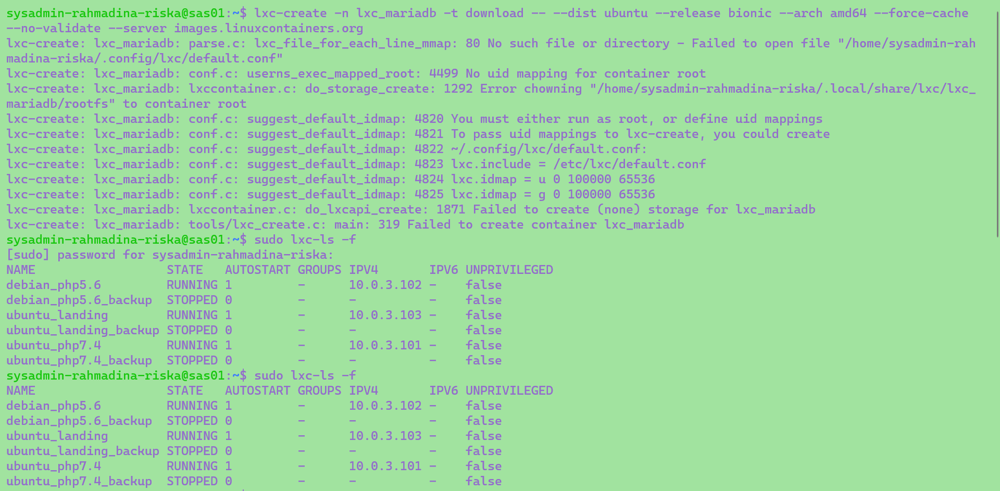 sysadmin-rahmadina-riska@sas01:~$ lxc-create -n lxc_mariadb -t download -- --dist ubuntu --release bionic --arch amd64 --force-cache
--no-validate --server images.linuxcontainers.org
lxc-create: lxc_mariadb: parse.c: lxc_file_for_each_line_mmap: 80 No such file or directory - Failed to open file "/home/sysadmin-rah
madina-riska/.config/lxc/default.conf"
lxc-create: lxc_mariadb: conf.c: userns_exec_mapped_root: 4499 No uid mapping for container root
lxc-create: lxc_mariadb: lxccontainer.c: do_storage_create: 1292 Error chowning "/home/sysadmin-rahmadina-riska/.local/share/lxc/lxc_
mariadb/rootfs" to container root
lxc-create: lxc_mariadb: conf.c: suggest_default_idmap: 4820 You must either run as root, or define uid mappings
lxc-create: lxc_mariadb: conf.c: suggest_default_idmap: 4821 To pass uid mappings to lxc-create, you could create
lxc-create: lxc_mariadb: conf.c: suggest_default_idmap: 4822 ~/.config/lxc/default.conf:
lxc-create: lxc_mariadb: conf.c: suggest_default_idmap: 4823 lxc.include = /etc/lxc/default.conf
lxc-create: lxc_mariadb: conf.c: suggest_default_idmap: 4824 lxc.idmap = u 0 100000 65536
lxc-create: lxc_mariadb: conf.c: suggest_default_idmap: 4825 lxc.idmap = g 0 100000 65536
lxc-create: lxc_mariadb: lxccontainer.c: do_lxcapi_create: 1871 Failed to create (none) storage for lxc_mariadb
lxc-create: lxc_mariadb: tools/lxc_create.c: main: 319 Failed to create container lxc_mariadb
sysadmin-rahmadina-riska@sas01:~$ sudo lxc-ls -f
[sudo] password for sysadmin-rahmadina-riska:
NAME                  STATE   AUTOSTART GROUPS IPV4       IPV6 UNPRIVILEGED
debian_php5.6         RUNNING 1         -      10.0.3.102 -    false
debian_php5.6_backup  STOPPED 0         -      -          -    false
ubuntu_landing        RUNNING 1         -      10.0.3.103 -    false
ubuntu_landing_backup STOPPED 0         -      -          -    false
ubuntu_php7.4         RUNNING 1         -      10.0.3.101 -    false
ubuntu_php7.4_backup  STOPPED 0         -      -          -    false
sysadmin-rahmadina-riska@sas01:~$ sudo lxc-ls -f
NAME                  STATE   AUTOSTART GROUPS IPV4       IPV6 UNPRIVILEGED
debian_php5.6         RUNNING 1         -      10.0.3.102 -    false
debian_php5.6_backup  STOPPED 0         -      -          -    false
ubuntu_landing        RUNNING 1         -      10.0.3.103 -    false
ubuntu_landing_backup STOPPED 0         -      -          -    false
ubuntu_php7.4         RUNNING 1         -      10.0.3.101 -    false
ubuntu_php7.4_backup  STOPPED 0         -      -          -    false